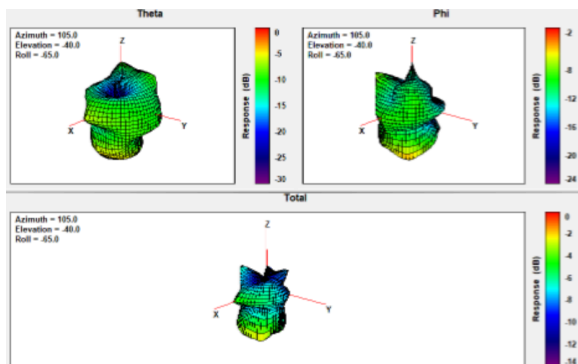 Theta
Azimuth = 105.0
Elevation = -40.0
Roll = -65.0
Z
X
Y
0
-5
-10
-15
-20
-25
-30
Response (dB)
Phi
Azimuth = 105.0
Elevation = -40.0
Roll = -65.0
Z
X
Y
-2
-8
-12
-16
-20
-24
Response (dB)
Total
Azimuth = 105.0
Elevation = -40.0
Roll = -65.0
Z
X
Y
0
-2
-4
-6
-8
-10
-12
-14
Response (dB)